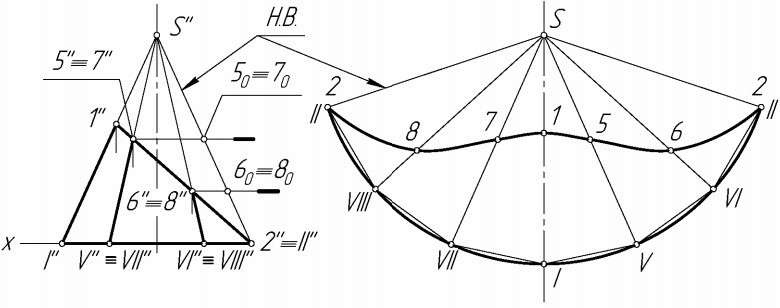 S″
Н.В.
S
5″≡7″
5₀≡7₀
1″
6₀≡8₀
6″≡8″
x
I″
V″≡VII″
VI″≡VIII″
2″≡II″
2
II
8
7
1
5
6
2
II
VIII
VII
I
V
VI